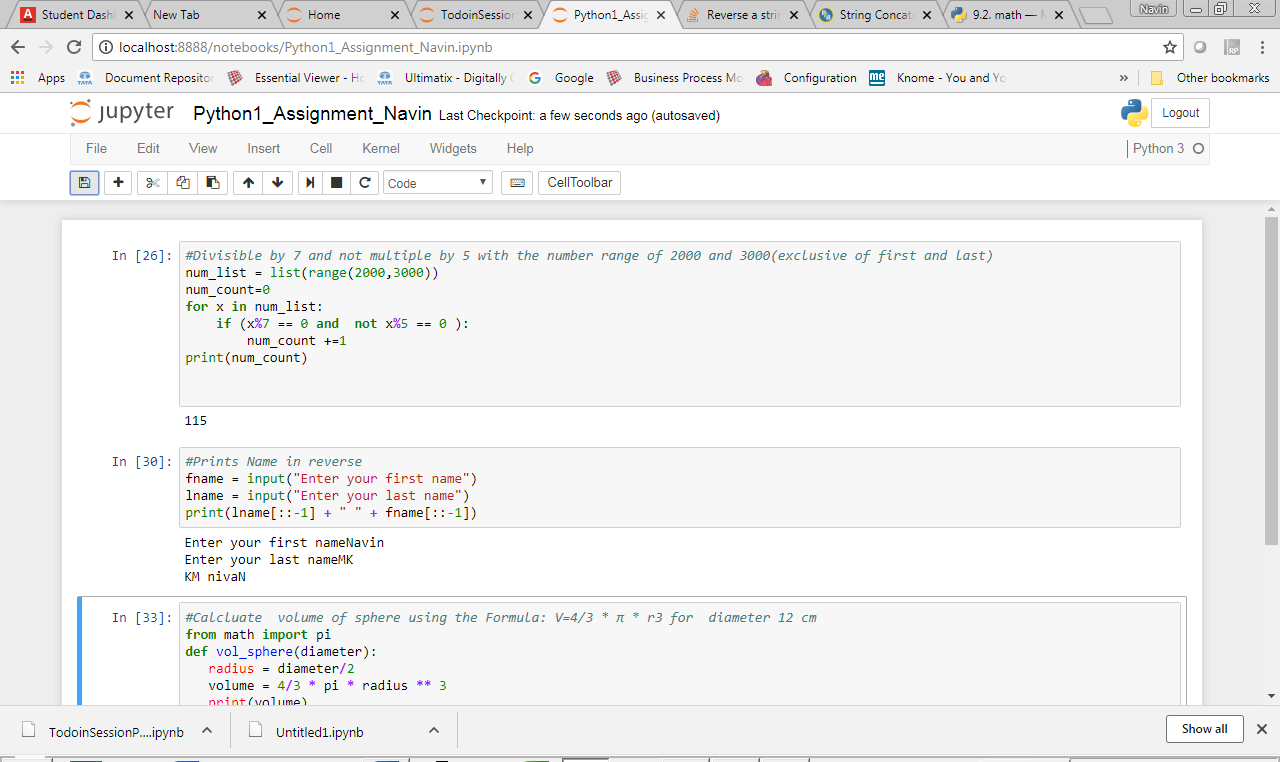 Student Dash
New Tab
Home
TodoinSession
Python1_Assig
Reverse a strin
String Concat
9.2. math —
Navin
localhost:8888/notebooks/Python1_Assignment_Navin.ipynb
Apps
Document Repositor
Essential Viewer - Ho
Ultimatix - Digitally
Google
Business Process Mo
Configuration
Knome - You and Yo
» Other bookmarks
jupyter Python1_Assignment_Navin Last Checkpoint: a few seconds ago (autosaved)
Logout
File Edit View Insert Cell Kernel Widgets Help
Python 3
Code
CellToolbar
In [26]:
#Divisible by 7 and not multiple by 5 with the number range of 2000 and 3000(exclusive of first and last)
num_list = list(range(2000,3000))
num_count=0
for x in num_list:
    if (x%7 == 0 and  not x%5 == 0 ):
        num_count +=1
print(num_count)
115
In [30]:
#Prints Name in reverse
fname = input("Enter your first name")
lname = input("Enter your last name")
print(lname[::-1] + " " + fname[::-1])
Enter your first nameNavin
Enter your last nameMK
KM nivaN
In [33]:
#Calcluate  volume of sphere using the Formula: V=4/3 * π * r3 for  diameter 12 cm
from math import pi
def vol_sphere(diameter):
   radius = diameter/2
   volume = 4/3 * pi * radius ** 3
   print(volume)
TodoinSessionP....ipynb
Untitled1.ipynb
Show all